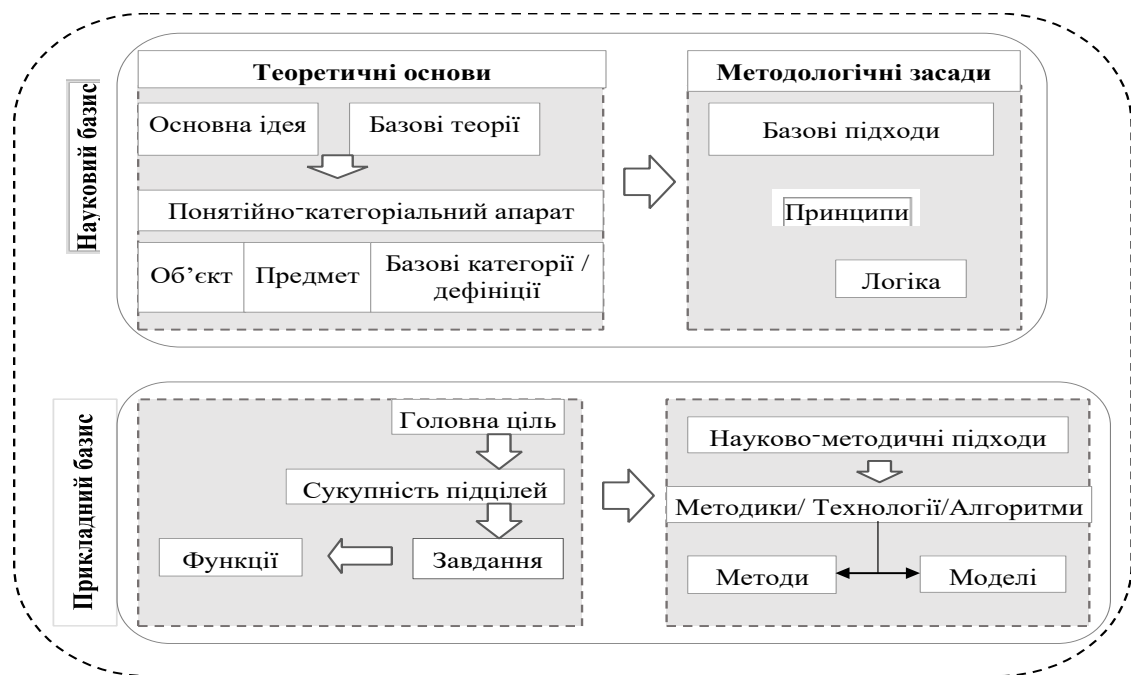 Науковий базис
Теоретичні основи
Основна ідея
Базові теорії
Понятійно-категоріальний апарат
Об’єкт
Предмет
Базові категорії /
дефініції
Методологічні засади
Базові підходи
Принципи
Логіка
Прикладний базис
Головна ціль
Сукупність підцілей
Завдання
Функції
Науково-методичні підходи
Методики/ Технології/Алгоритми
Методи
Моделі